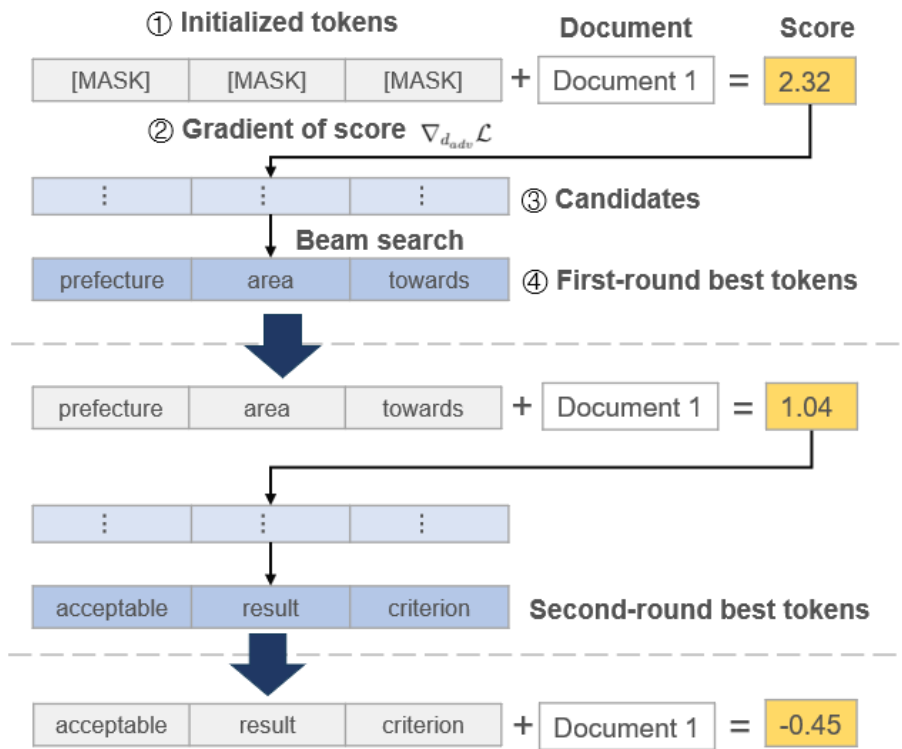 ① Initialized tokens Document Score
[MASK] [MASK] [MASK] + Document 1 = 2.32
② Gradient of score ∇_{d_{adv}} ℒ
⋮ ⋮ ⋮ ③ Candidates
Beam search
prefecture area towards ④ First-round best tokens
prefecture area towards + Document 1 = 1.04
⋮ ⋮ ⋮
acceptable result criterion Second-round best tokens
acceptable result criterion + Document 1 = -0.45